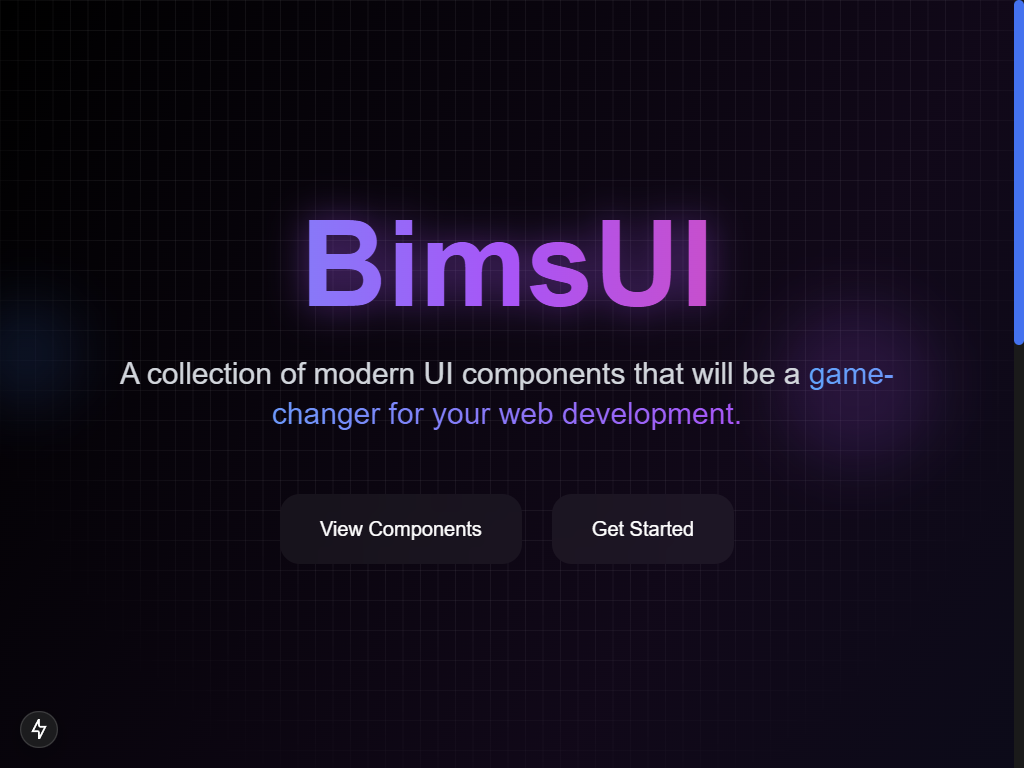 BimsUI
A collection of modern UI components that will be a game-
changer for your web development.
View Components
Get Started